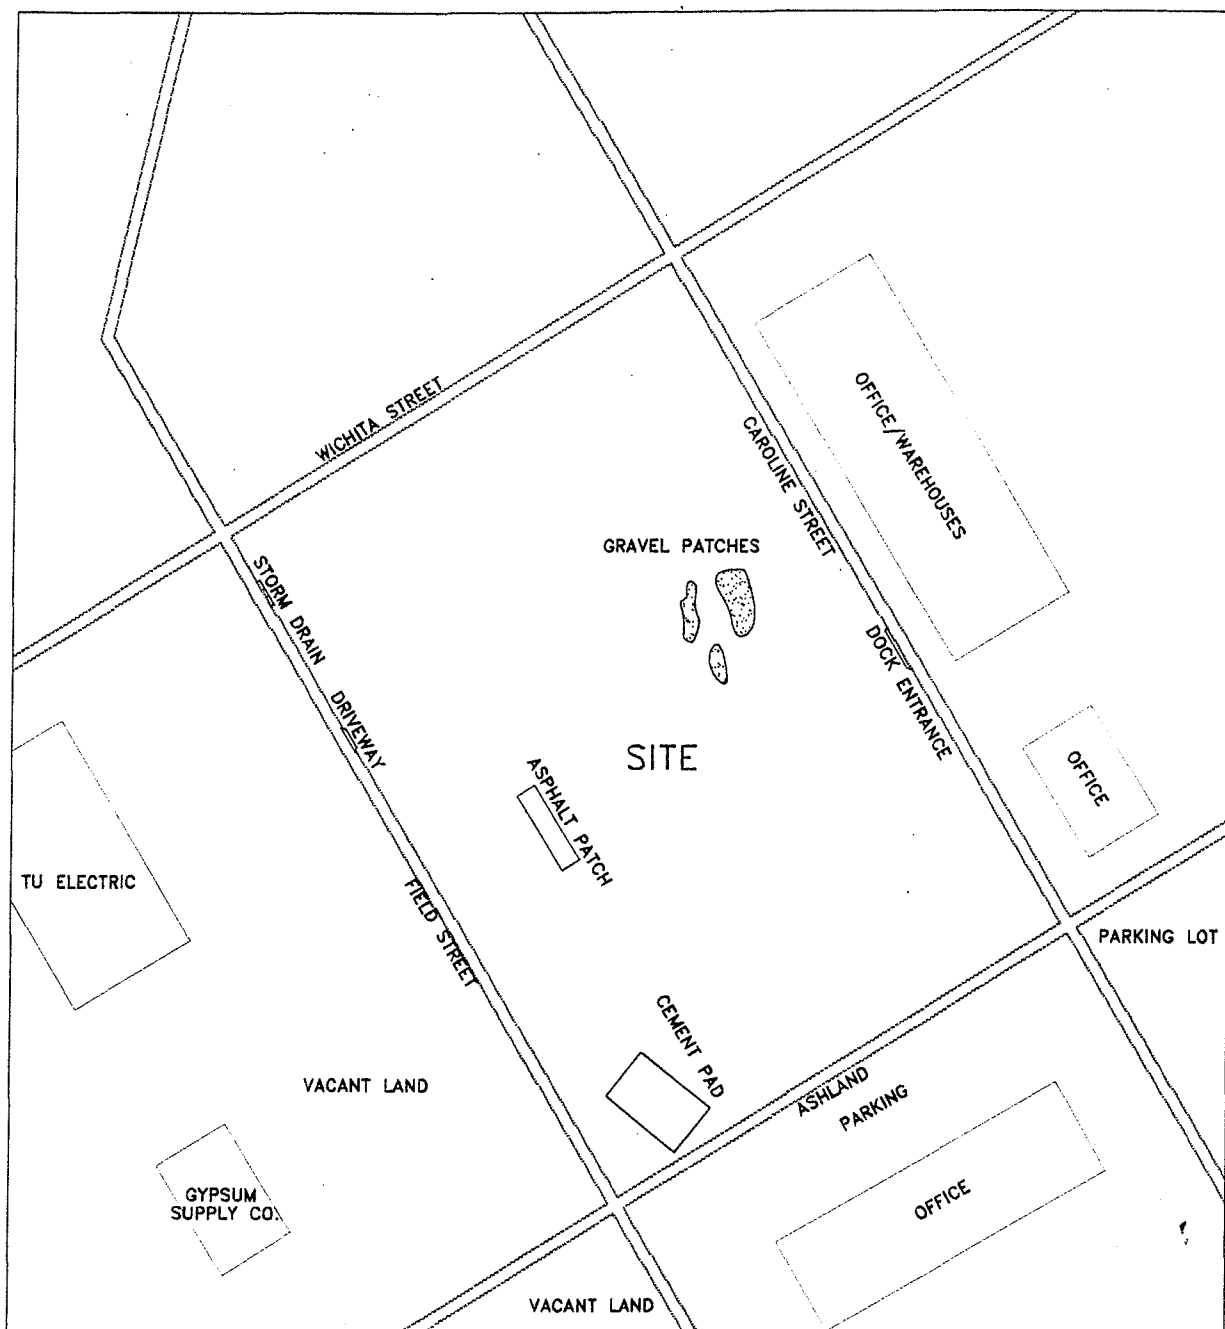 WICHITA STREET
CAROLINE STREET
OFFICE/WAREHOUSES
GRAVEL PATCHES
STORM DRAIN
DRIVEWAY
DOCK ENTRANCE
SITE
ASPHALT PATCH
OFFICE
TU ELECTRIC
FIELD STREET
PARKING LOT
CEMENT PAD
VACANT LAND
ASHLAND
PARKING
GYPSUM
SUPPLY CO.
OFFICE
VACANT LAND